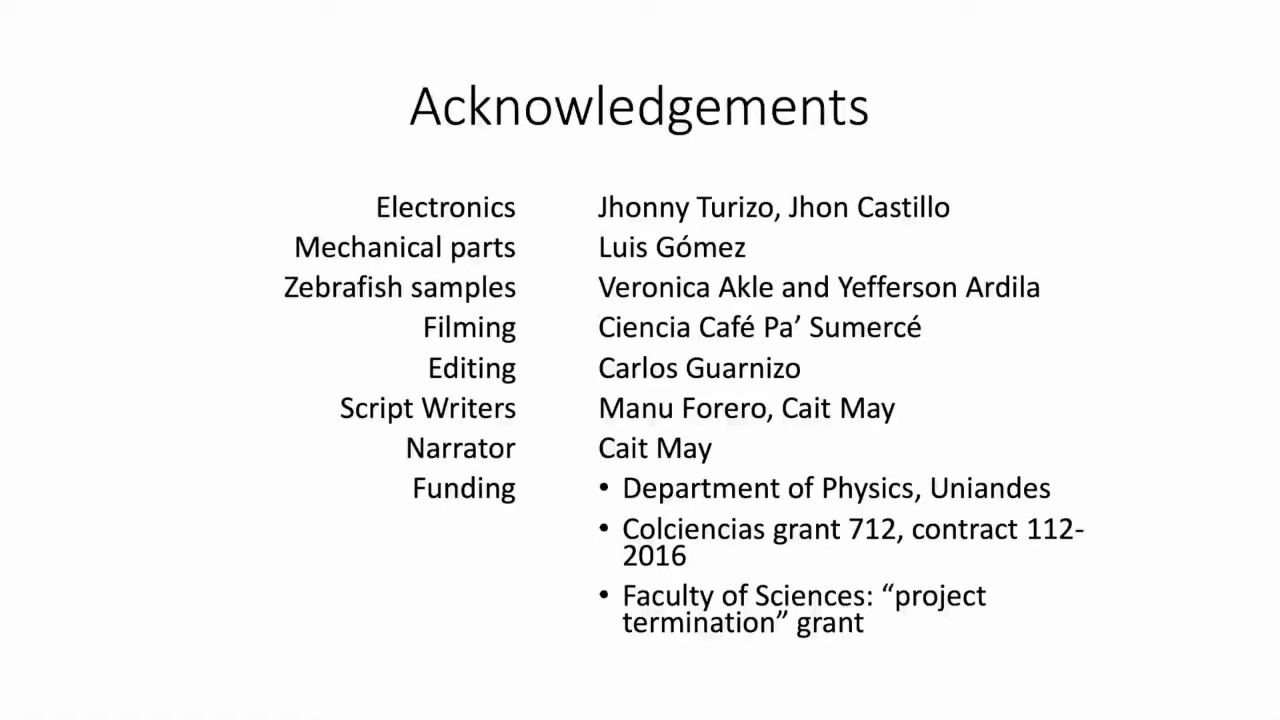 Acknowledgements
Electronics Jhonny Turizo, Jhon Castillo
Mechanical parts Luis Gómez
Zebrafish samples Veronica Akle and Yefferson Ardila
Filming Ciencia Café Pa’ Sumercé
Editing Carlos Guarnizo
Script Writers Manu Forero, Cait May
Narrator Cait May
Funding • Department of Physics, Uniandes
• Colciencias grant 712, contract 112-
2016
• Faculty of Sciences: “project
termination” grant